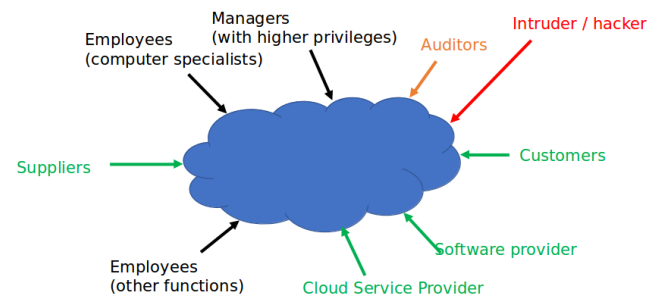 Managers
(with higher privileges)
Intruder / hacker
Employees
(computer specialists)
Auditors
Suppliers
Customers
Software provider
Employees
(other functions)
Cloud Service Provider